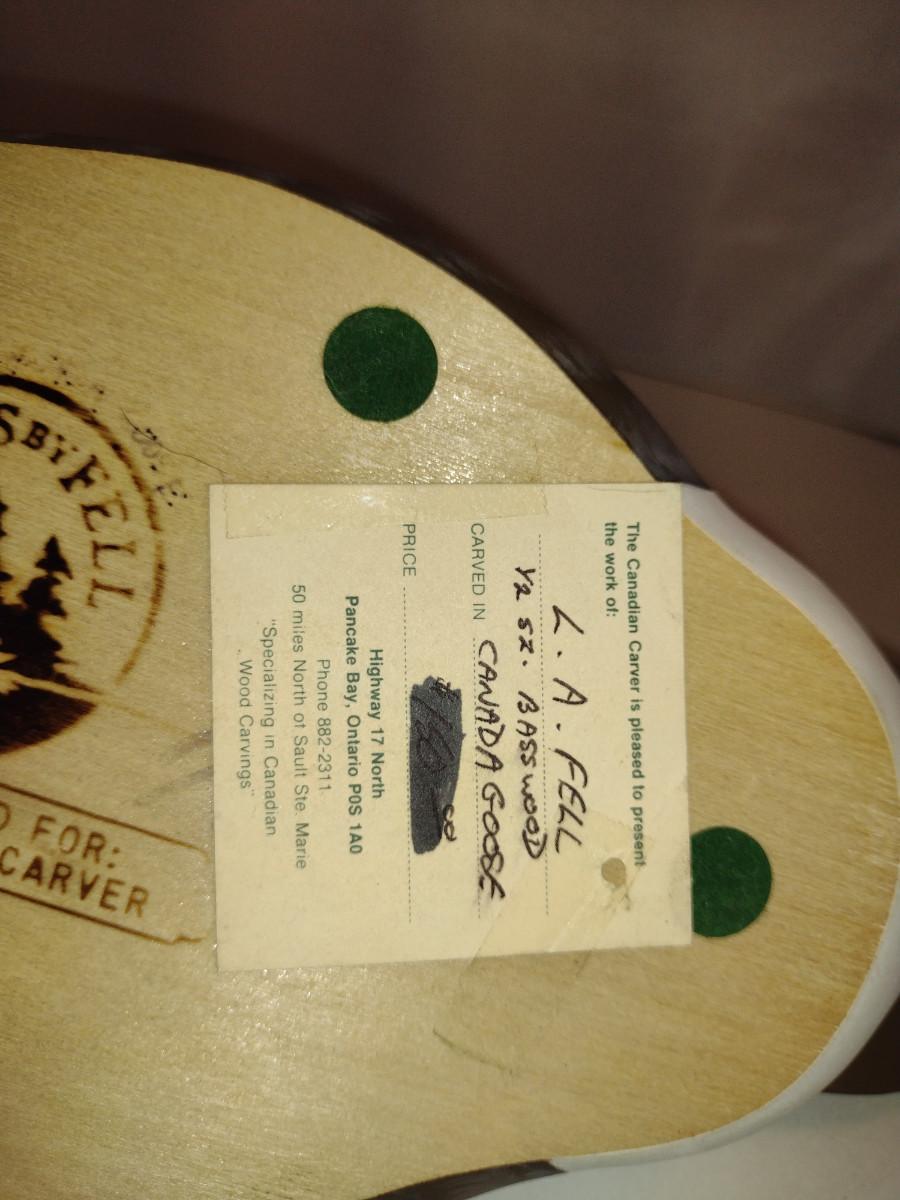 The Canadian Carver is pleased to present
the work of:
L. A. FELL
1/2 SZ. BASSWOOD
CARVED IN CANADA GOOSE
PRICE $ 00
Highway 17 North
Pancake Bay, Ontario P0S 1A0
Phone 882-2311
50 miles North of Sault Ste. Marie
"Specializing in Canadian
Wood Carvings"
S BY FELL
D FOR:
CARVER